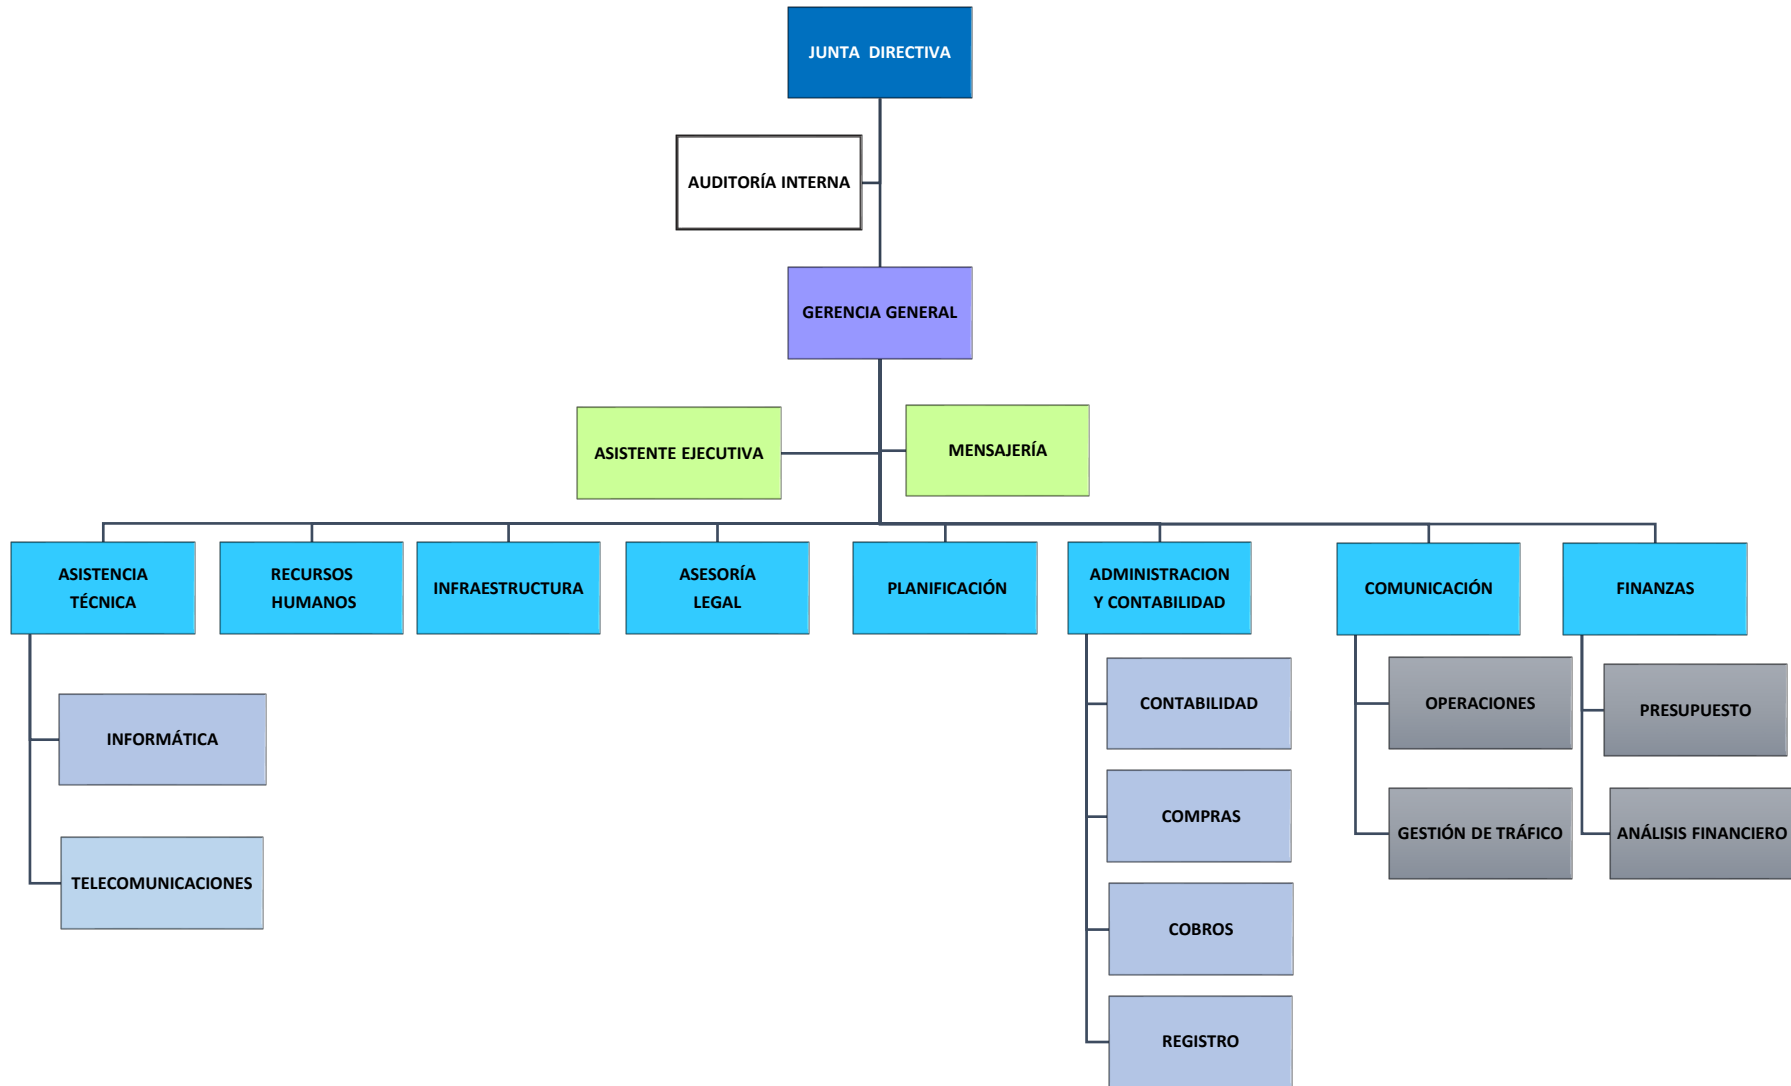 JUNTA DIRECTIVA
AUDITORÍA INTERNA
GERENCIA GENERAL
ASISTENTE EJECUTIVA
MENSAJERÍA
ASISTENCIA
TÉCNICA
RECURSOS
HUMANOS
INFRAESTRUCTURA
ASESORÍA
LEGAL
PLANIFICACIÓN
ADMINISTRACION
Y CONTABILIDAD
COMUNICACIÓN
FINANZAS
INFORMÁTICA
TELECOMUNICACIONES
CONTABILIDAD
COMPRAS
COBROS
REGISTRO
OPERACIONES
GESTIÓN DE TRÁFICO
PRESUPUESTO
ANÁLISIS FINANCIERO